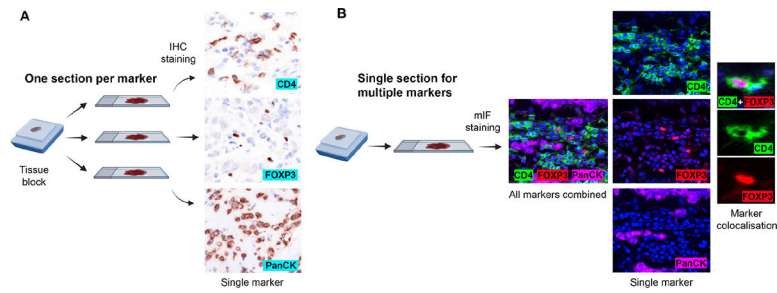 A
IHC
staining
One section per marker
Tissue
block
CD4
FOXP3
PanCK
Single marker
B
Single section for
multiple markers
mIF
staining
CD4 FOXP3 PanCK
All markers combined
CD4
FOXP3
PanCK
Single marker
CD4+FOXP3
CD4
FOXP3
Marker
colocalisation